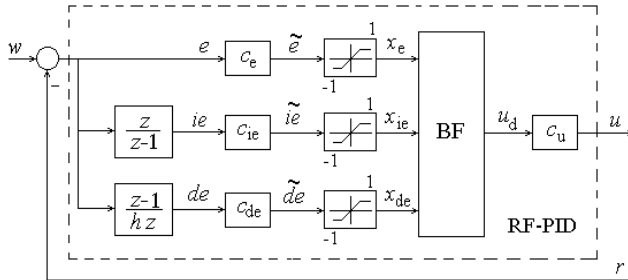 w
−
e
c_e
ẽ
1
-1
x_e
z
z-1
ie
c_ie
ĩe
1
-1
x_ie
z-1
h z
de
c_de
d̃e
1
-1
x_de
BF
u_d
c_u
u
RF-PID
r